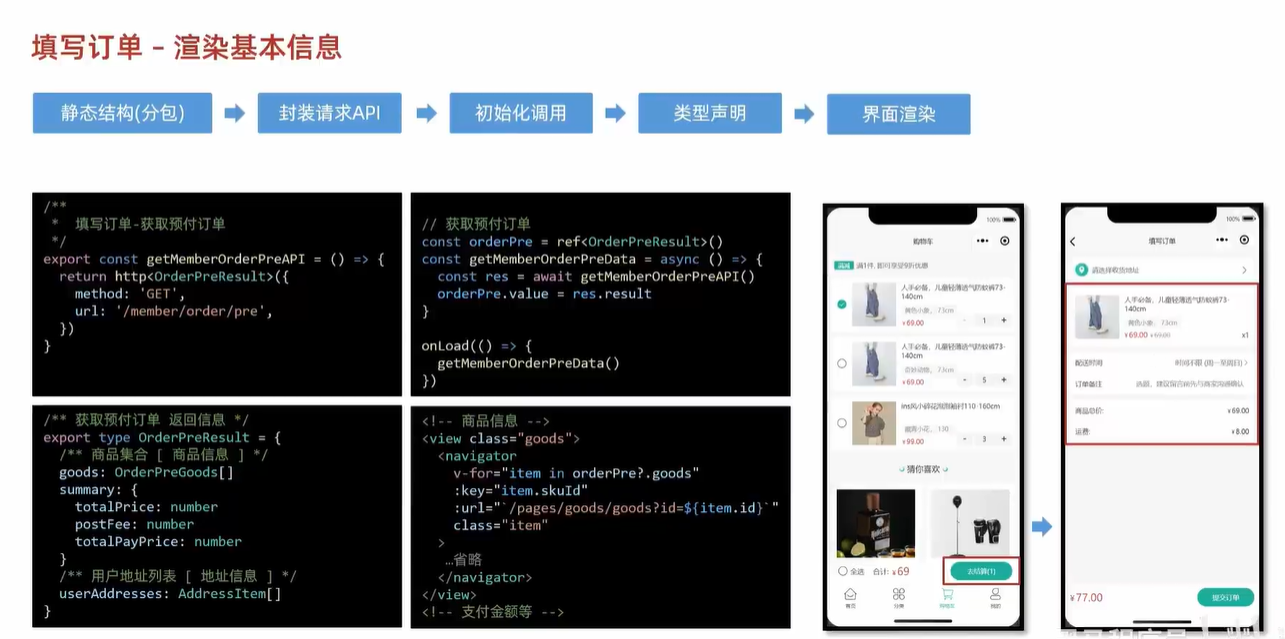 填写订单 – 渲染基本信息
静态结构(分包)
封装请求API
初始化调用
类型声明
界面渲染
/**
 *  填写订单-获取预付订单
 */
export const getMemberOrderPreAPI = () => {
  return http<OrderPreResult>({
    method: 'GET',
    url: '/member/order/pre',
  })
}
// 获取预付订单
const orderPre = ref<OrderPreResult>()
const getMemberOrderPreData = async () => {
  const res = await getMemberOrderPreAPI()
  orderPre.value = res.result
}
onLoad(() => {
  getMemberOrderPreData()
})
/** 获取预付订单 返回信息 */
export type OrderPreResult = {
  /** 商品集合 [ 商品信息 ] */
  goods: OrderPreGoods[]
  summary: {
    totalPrice: number
    postFee: number
    totalPayPrice: number
  }
  /** 用户地址列表 [ 地址信息 ] */
  userAddresses: AddressItem[]
}
<!-- 商品信息 -->
<view class="goods">
  <navigator
    v-for="item in orderPre?.goods"
    :key="item.skuId"
    :url="`/pages/goods/goods?id=${item.id}`"
    class="item"
  >
  …省略
  </navigator>
</view>
<!-- 支付金额等 -->
100%
购物车
满减 满1件, 即可享受9折优惠
人手必备，儿童轻薄透气防蚊裤73-
140cm
73cm
¥69.00
- 1 +
人手必备，儿童轻薄透气防蚊裤73-
140cm
73cm
¥69.00
- 5 +
ins风小碎花泡泡袖衬110-160cm
130
¥99.00
- 3 +
猜你喜欢
全选 合计: ¥69
去结算(1)
首页 分类 购物车 我的
100%
填写订单
请选择收货地址
人手必备，儿童轻薄透气防蚊裤73-
140cm
73cm
¥69.00 ¥69.00
x1
配送时间 时间不限 (周一至周日)
订单备注 选题，建议留言前先与商家沟通确认
商品总价: ¥69.00
运费: ¥8.00
¥77.00
提交订单